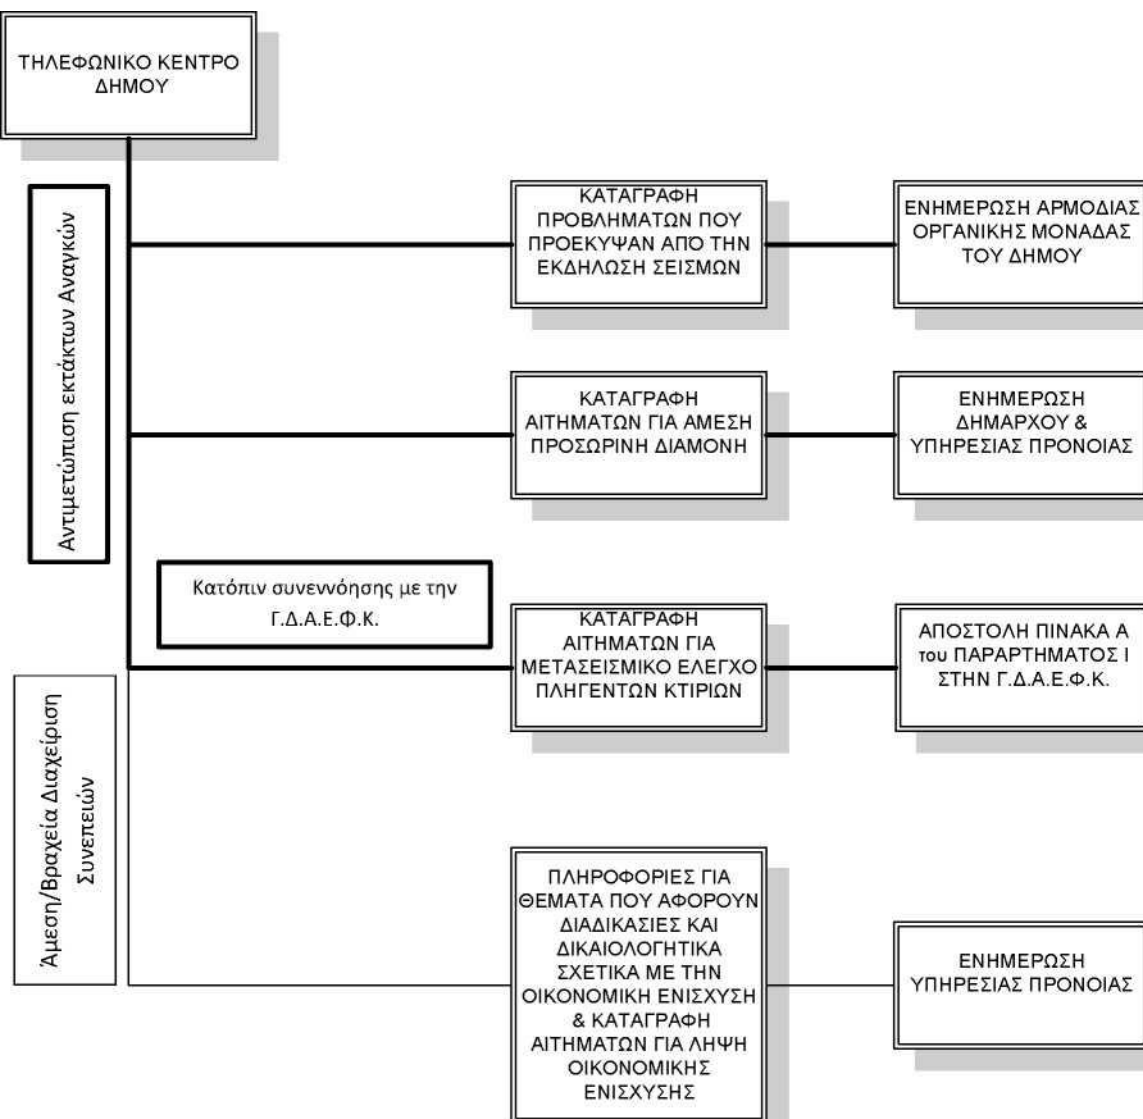 ΤΗΛΕΦΩΝΙΚΟ ΚΕΝΤΡΟ
ΔΗΜΟΥ
Αντιμετώπιση εκτάκτων Αναγκών
ΚΑΤΑΓΡΑΦΗ
ΠΡΟΒΛΗΜΑΤΩΝ ΠΟΥ
ΠΡΟΕΚΥΨΑΝ ΑΠΌ ΤΗΝ
ΕΚΔΗΛΩΣΗ ΣΕΙΣΜΩΝ
ΕΝΗΜΕΡΩΣΗ ΑΡΜΟΔΙΑΣ
ΟΡΓΑΝΙΚΗΣ ΜΟΝΑΔΑΣ
ΤΟΥ ΔΗΜΟΥ
ΚΑΤΑΓΡΑΦΗ
ΑΙΤΗΜΑΤΩΝ ΓΙΑ ΑΜΕΣΗ
ΠΡΟΣΩΡΙΝΗ ΔΙΑΜΟΝΗ
ΕΝΗΜΕΡΩΣΗ
ΔΗΜΑΡΧΟΥ &
ΥΠΗΡΕΣΙΑΣ ΠΡΟΝΟΙΑΣ
Κατόπιν συνεννόησης με την
Γ.Δ.Α.Ε.Φ.Κ.
ΚΑΤΑΓΡΑΦΗ
ΑΙΤΗΜΑΤΩΝ ΓΙΑ
ΜΕΤΑΣΕΙΣΜΙΚΟ ΕΛΕΓΧΟ
ΠΛΗΓΕΝΤΩΝ ΚΤΙΡΙΩΝ
ΑΠΟΣΤΟΛΗ ΠΙΝΑΚΑ Α
του ΠΑΡΑΡΤΗΜΑΤΟΣ Ι
ΣΤΗΝ Γ.Δ.Α.Ε.Φ.Κ.
Άμεση/Βραχεία Διαχείριση
Συνεπειών
ΠΛΗΡΟΦΟΡΙΕΣ ΓΙΑ
ΘΕΜΑΤΑ ΠΟΥ ΑΦΟΡΟΥΝ
ΔΙΑΔΙΚΑΣΙΕΣ ΚΑΙ
ΔΙΚΑΙΟΛΟΓΗΤΙΚΑ
ΣΧΕΤΙΚΑ ΜΕ ΤΗΝ
ΟΙΚΟΝΟΜΙΚΗ ΕΝΙΣΧΥΣΗ
& ΚΑΤΑΓΡΑΦΗ
ΑΙΤΗΜΑΤΩΝ ΓΙΑ ΛΗΨΗ
ΟΙΚΟΝΟΜΙΚΗΣ
ΕΝΙΣΧΥΣΗΣ
ΕΝΗΜΕΡΩΣΗ
ΥΠΗΡΕΣΙΑΣ ΠΡΟΝΟΙΑΣ